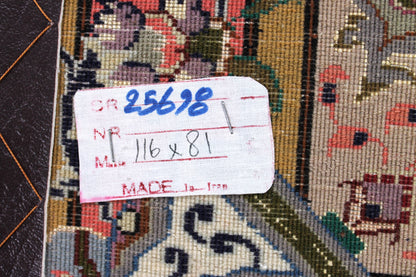 GR 25698
NR
M... 116 x 81
MADE In Iran